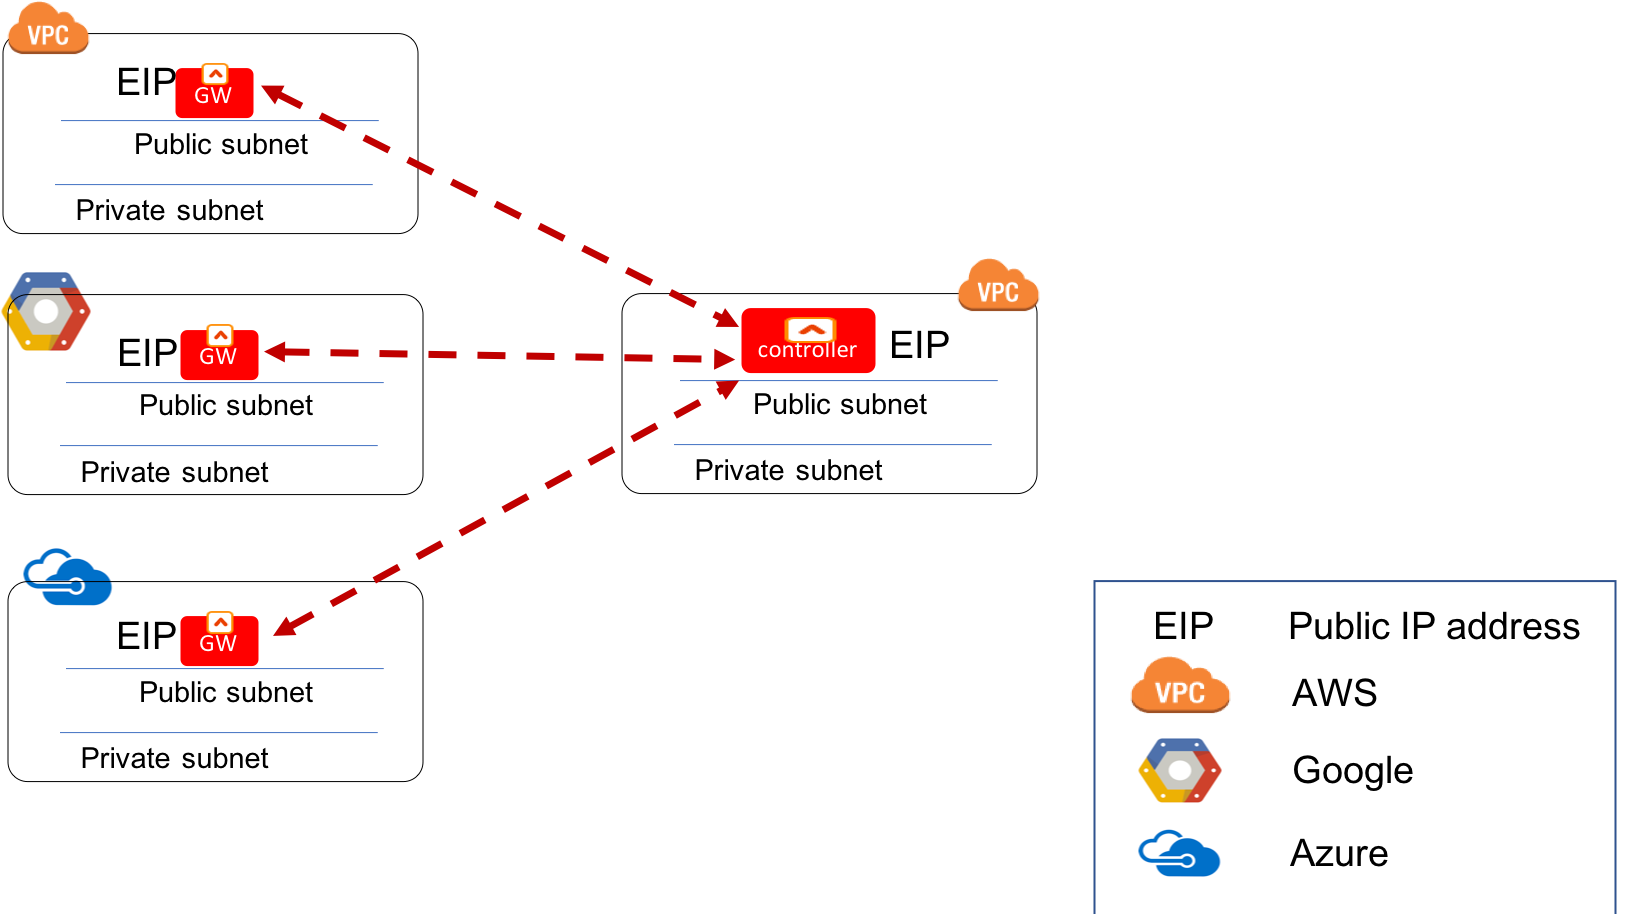 VPC
EIP
GW
Public subnet
Private subnet
EIP
GW
Public subnet
Private subnet
EIP
GW
Public subnet
Private subnet
VPC
controller
EIP
Public subnet
Private subnet
EIP Public IP address
VPC AWS
Google
Azure